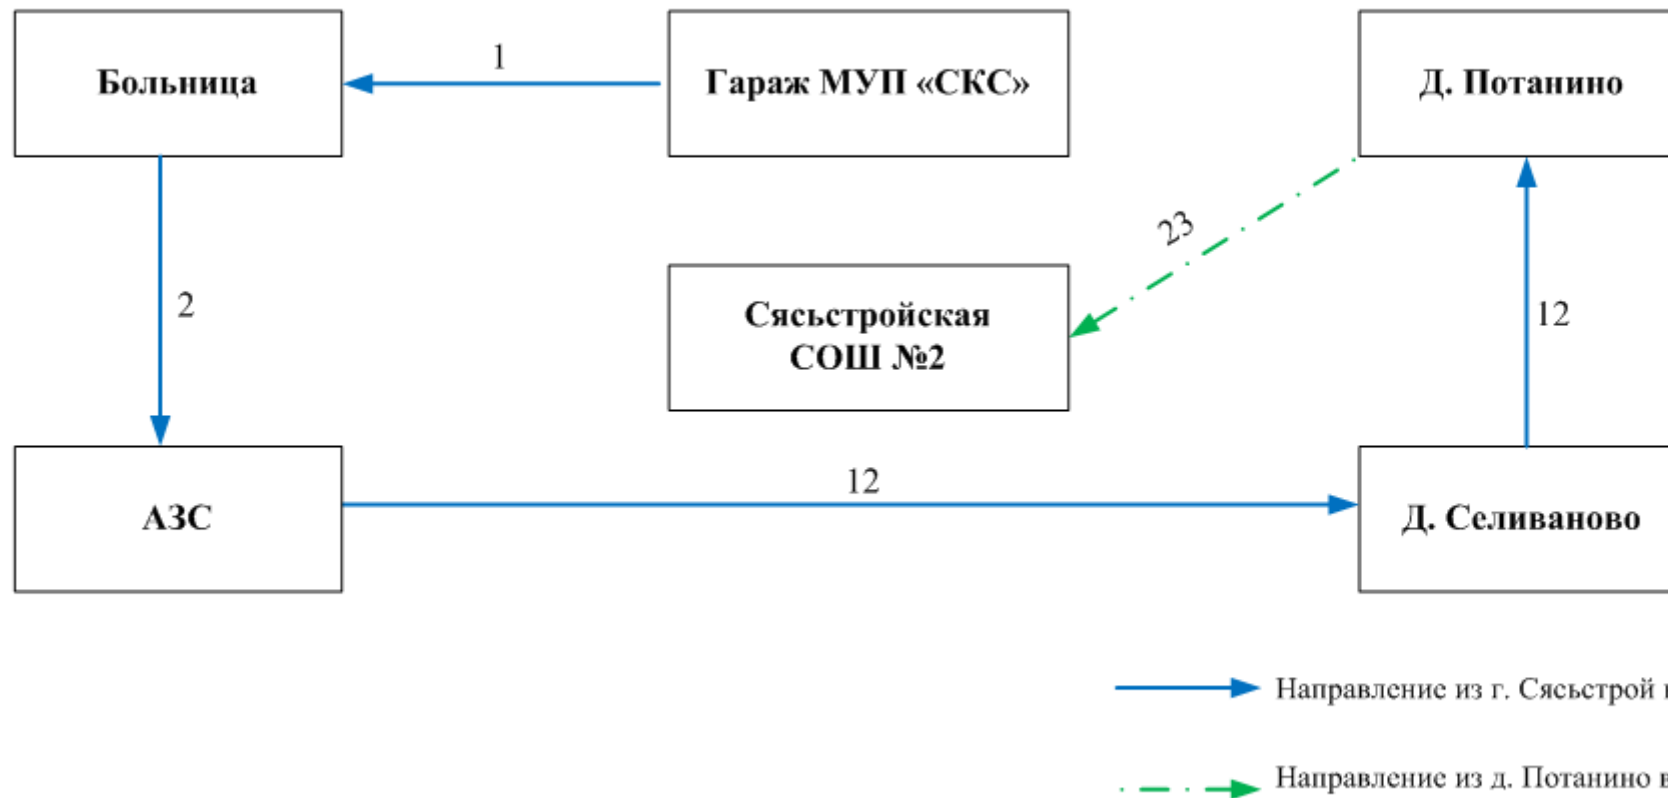 Больница
1
Гараж МУП «СКС»
Д. Потанино
23
2
Сясьстройская
СОШ №2
12
АЗС
12
Д. Селиваново
Направление из г. Сясьстрой
Направление из д. Потанино в